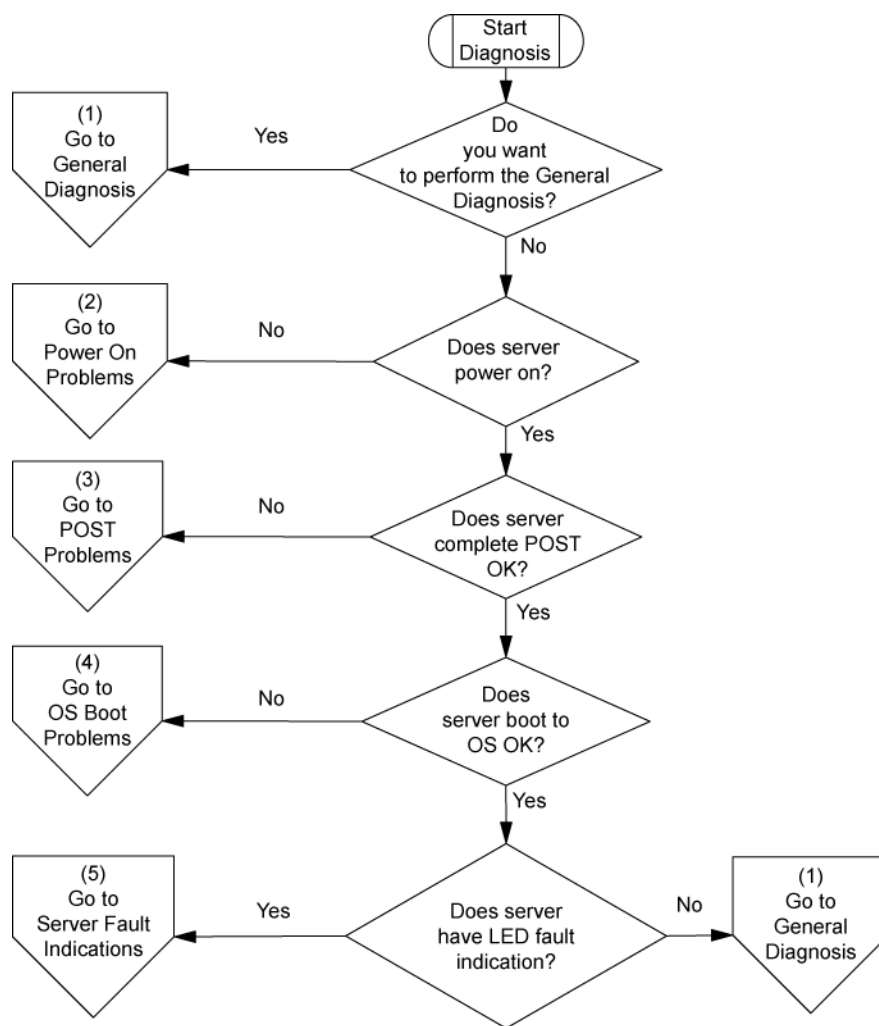 Start
Diagnosis
(1)
Go to
General
Diagnosis
Yes
Do
you want
to perform the General
Diagnosis?
No
(2)
Go to
Power On
Problems
No
Does server
power on?
Yes
(3)
Go to
POST
Problems
No
Does server
complete POST
OK?
Yes
(4)
Go to
OS Boot
Problems
No
Does
server boot to
OS OK?
Yes
(5)
Go to
Server Fault
Indications
Yes
Does server
have LED fault
indication?
No
(1)
Go to
General
Diagnosis